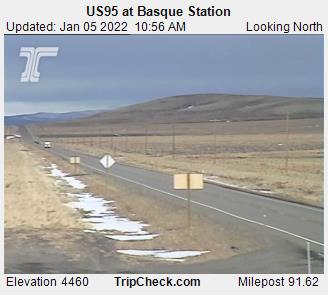 US95 at Basque Station
Updated: Jan 05 2022 10:56 AM Looking North
Elevation 4460 TripCheck.com Milepost 91.62